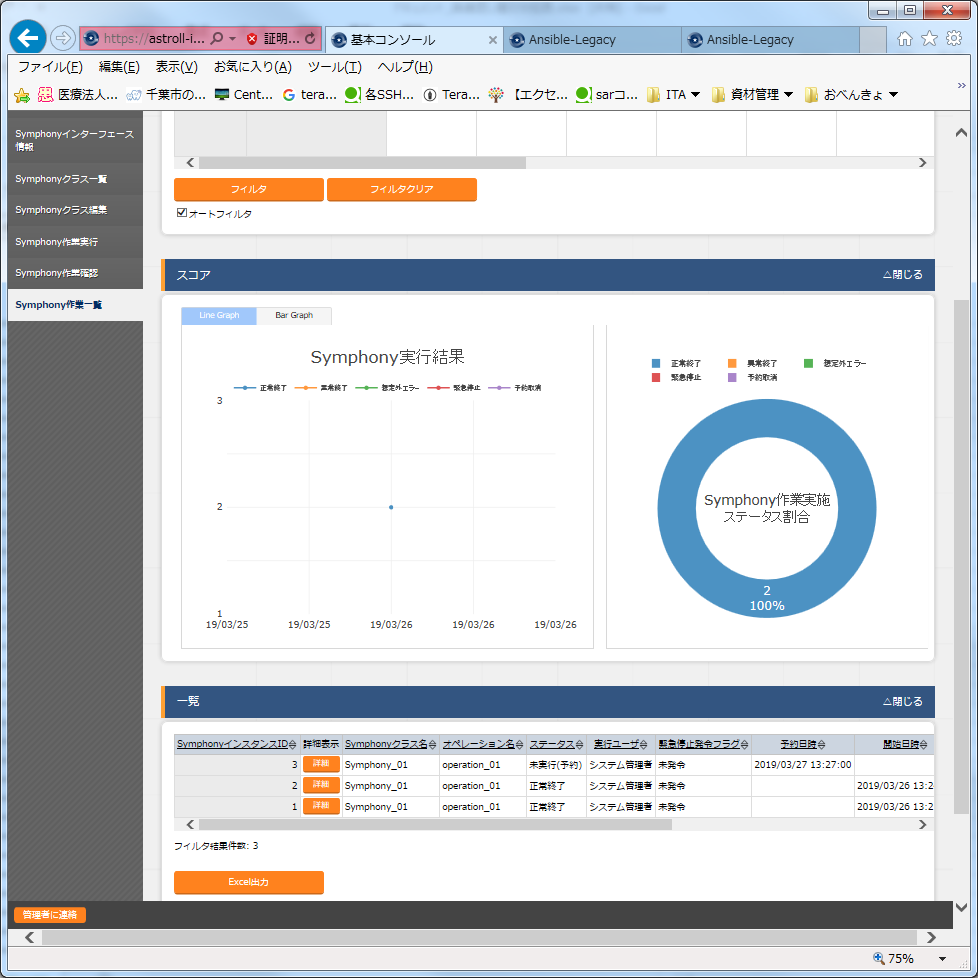 https://astroll-i...
証明...
基本コンソール
Ansible-Legacy
Ansible-Legacy
ファイル(F) 編集(E) 表示(V) お気に入り(A) ツール(T) ヘルプ(H)
医療法人... 千葉市の... Cent... tera... 各SSH... Tera... 【エクセ... sarコ... ITA 資材管理 おべんきょ
Symphonyインターフェース
情報
Symphonyクラス一覧
Symphonyクラス編集
Symphony作業実行
Symphony作業確認
Symphony作業一覧
フィルタ フィルタクリア
オートフィルタ
スコア △閉じる
Line Graph Bar Graph
Symphony実行結果
正常終了 異常終了 想定外エラー 緊急停止 予約取消
3
2
1
19/03/25 19/03/25 19/03/26 19/03/26 19/03/26
正常終了 異常終了 想定外エラー
緊急停止 予約取消
Symphony作業実施
ステータス割合
2
100%
一覧 △閉じる
SymphonyインスタンスID 詳細表示 Symphonyクラス名 オペレーション名 ステータス 実行ユーザ 緊急停止発令フラグ 予約日時 開始日時
3 詳細 Symphony_01 operation_01 未実行(予約) システム管理者 未発令 2019/03/27 13:27:00
2 詳細 Symphony_01 operation_01 正常終了 システム管理者 未発令 2019/03/26 13:2
1 詳細 Symphony_01 operation_01 正常終了 システム管理者 未発令 2019/03/26 13:2
フィルタ結果件数: 3
Excel出力
管理者に連絡
75%